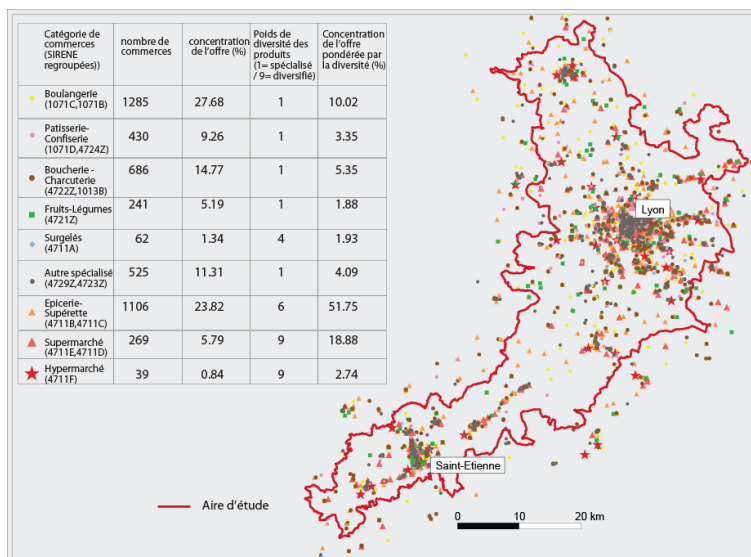 Catégorie de
commerces
(SIRENE
regroupées))
nombre de
commerces
concentration
de l'offre (%)
Poids de
diversité des
produits
(1= spécialisé
/ 9= diversifié)
Concentration
de l'offre
pondérée par
la diversité (%)
Boulangerie
(1071C,1071B)
1285
27.68
1
10.02
Patisserie-
Confiserie
(1071D,4724Z)
430
9.26
1
3.35
Boucherie -
Charcuterie
(4722Z,1013B)
686
14.77
1
5.35
Fruits-Légumes
(4721Z)
241
5.19
1
1.88
Surgelés
(4711A)
62
1.34
4
1.93
Autre spécialisé
(4729Z,4723Z)
525
11.31
1
4.09
Epicerie-
Supérette
(4711B,4711C)
1106
23.82
6
51.75
Supermarché
(4711E,4711D)
269
5.79
9
18.88
Hypermarché
(4711F)
39
0.84
9
2.74
Lyon
Saint-Etienne
Aire d'étude
0 10 20 km